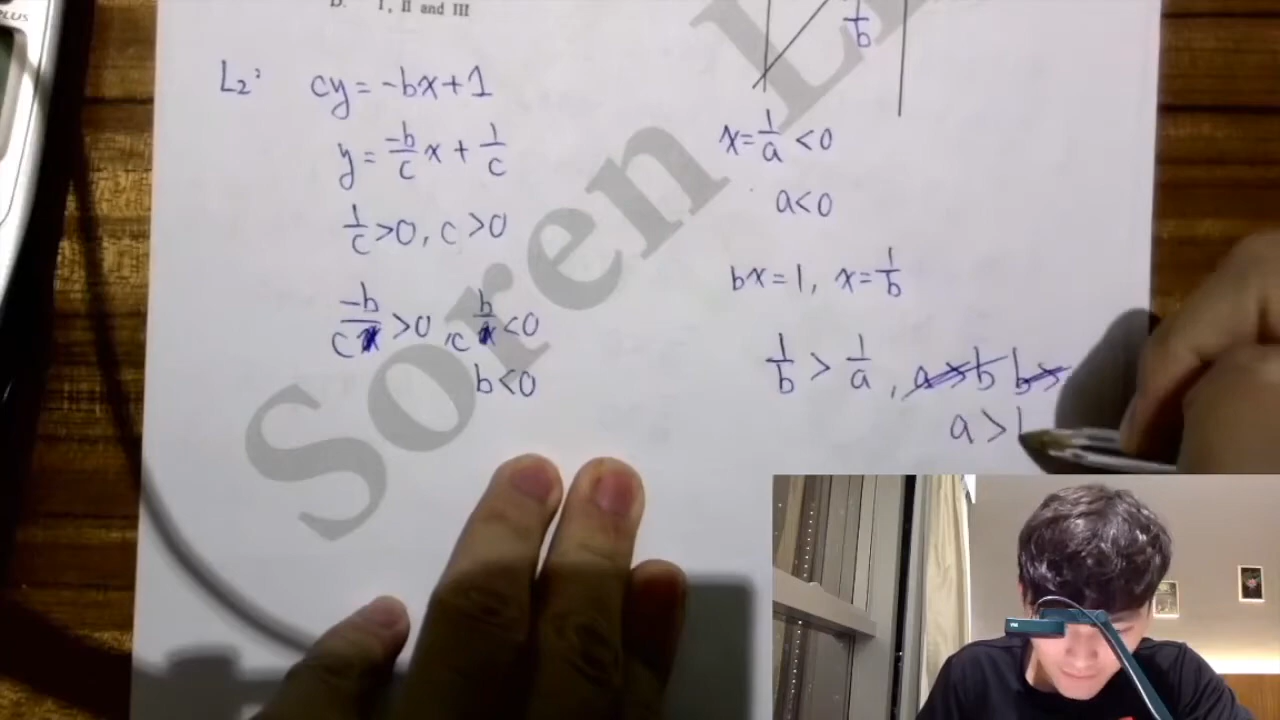 PLUS
D. I, II and III
1/b
L₂: cy = -bx + 1
y = -b/c x + 1/c
1/c > 0, c > 0
-b/c > 0, b/c < 0
b < 0
x = 1/a < 0
a < 0
bx = 1, x = 1/b
1/b > 1/a,
a >
Soren L